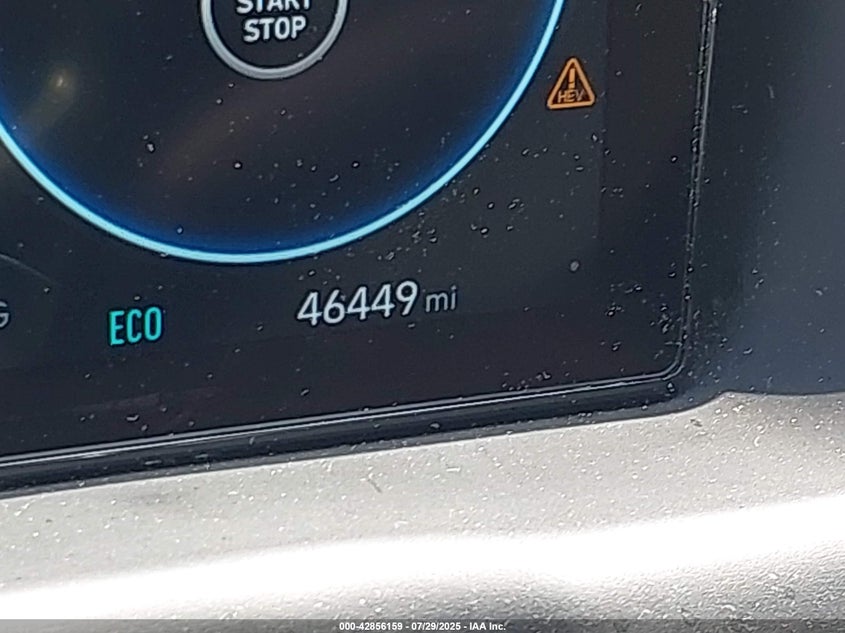 START
STOP
HEV
ECO
46449 mi
000-42856159 - 07/29/2025 - IAA Inc.